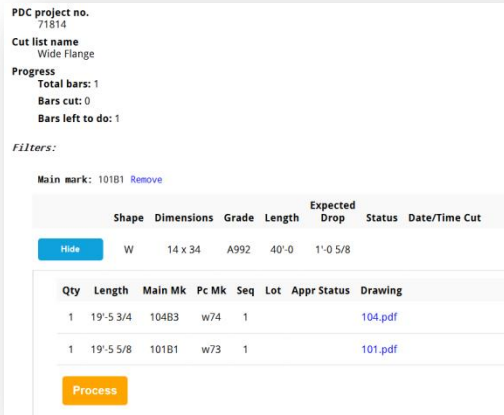 PDC project no.
71814
Cut list name
Wide Flange
Progress
Total bars: 1
Bars cut: 0
Bars left to do: 1
Filters:
Main mark: 101B1 Remove
Shape Dimensions Grade Length Expected Drop Status Date/Time Cut
Hide W 14 x 34 A992 40'-0 1'-0 5/8
Qty Length Main Mk Pc Mk Seq Lot Appr Status Drawing
1 19'-5 3/4 104B3 w74 1 104.pdf
1 19'-5 5/8 101B1 w73 1 101.pdf
Process